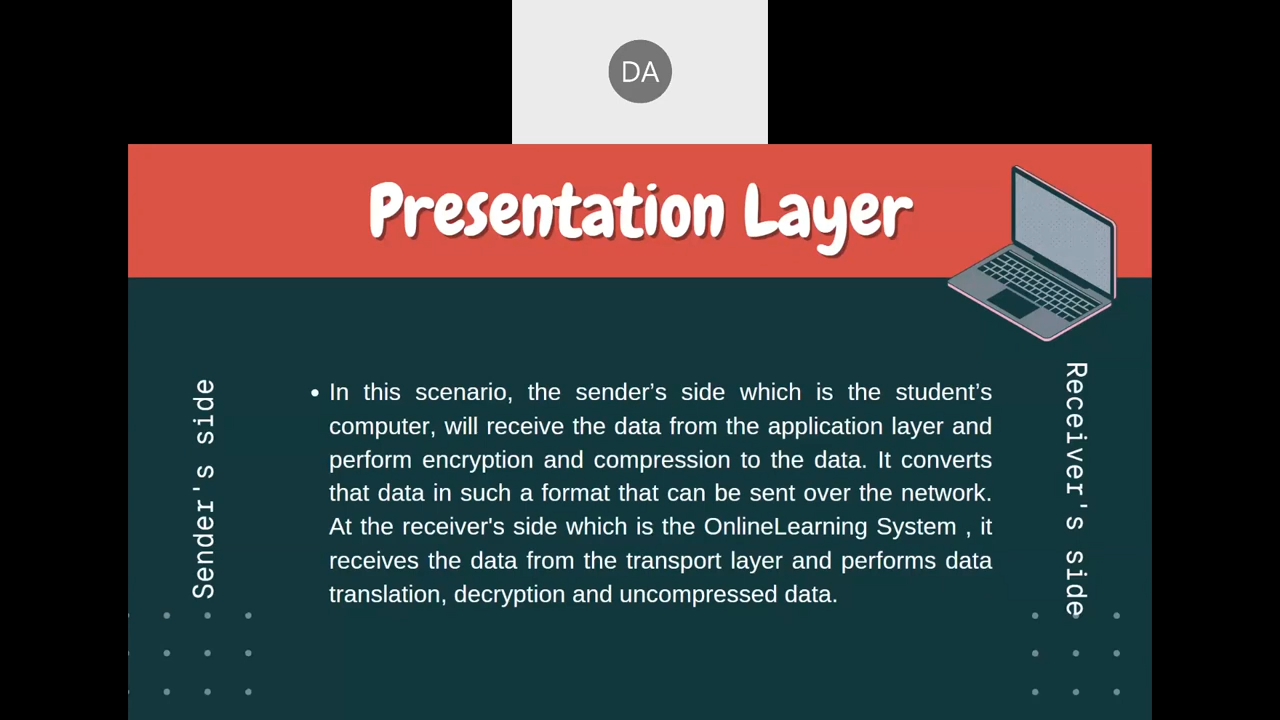 DA
Presentation Layer
Sender's side
• In this scenario, the sender’s side which is the student’s
computer, will receive the data from the application layer and
perform encryption and compression to the data. It converts
that data in such a format that can be sent over the network.
At the receiver's side which is the OnlineLearning System , it
receives the data from the transport layer and performs data
translation, decryption and uncompressed data.
Receiver's side